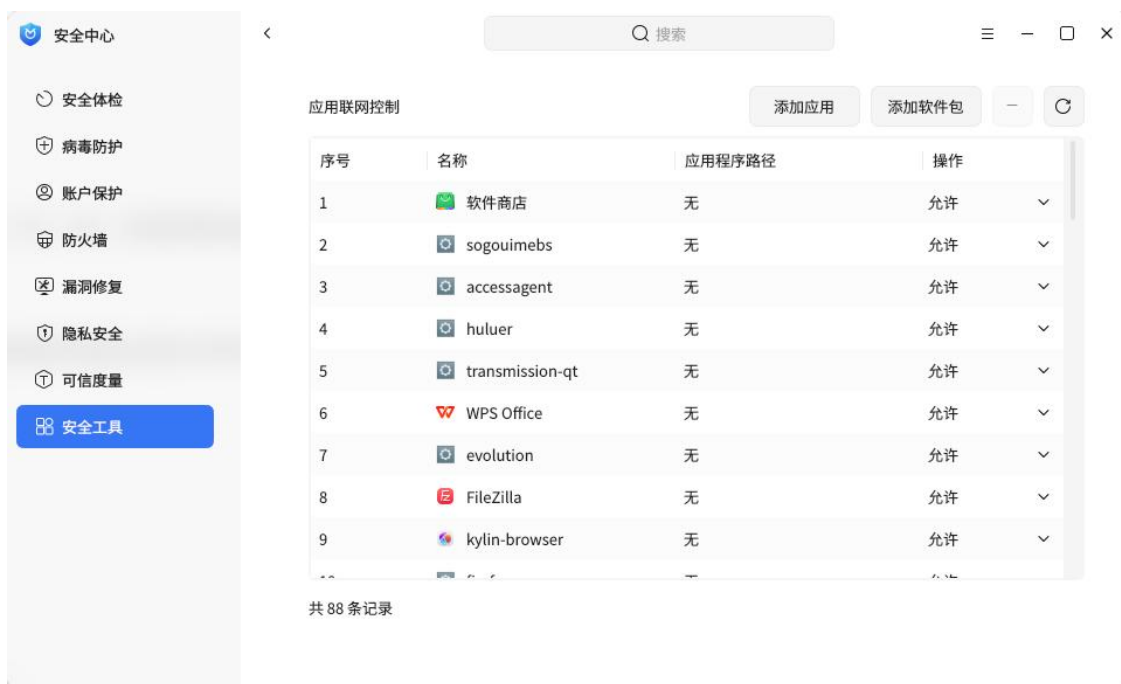 安全中心
搜索
安全体检
病毒防护
账户保护
防火墙
漏洞修复
隐私安全
可信度量
安全工具
应用联网控制 添加应用 添加软件包
序号 名称 应用程序路径 操作
1 软件商店 无 允许
2 sogouimebs 无 允许
3 accessagent 无 允许
4 huluer 无 允许
5 transmission-qt 无 允许
6 WPS Office 无 允许
7 evolution 无 允许
8 FileZilla 无 允许
9 kylin-browser 无 允许
共 88 条记录